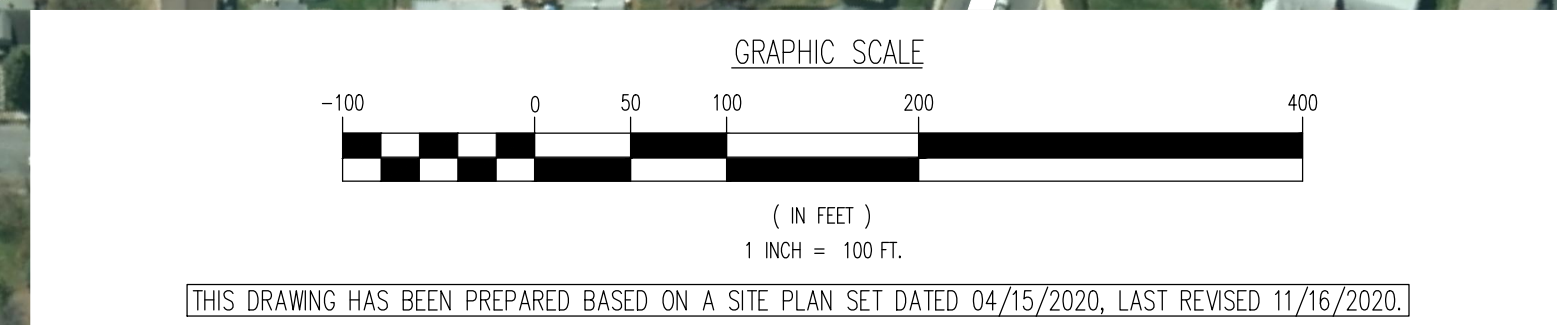 GRAPHIC SCALE
-100 0 50 100 200 400
( IN FEET )
1 INCH = 100 FT.
THIS DRAWING HAS BEEN PREPARED BASED ON A SITE PLAN SET DATED 04/15/2020, LAST REVISED 11/16/2020.